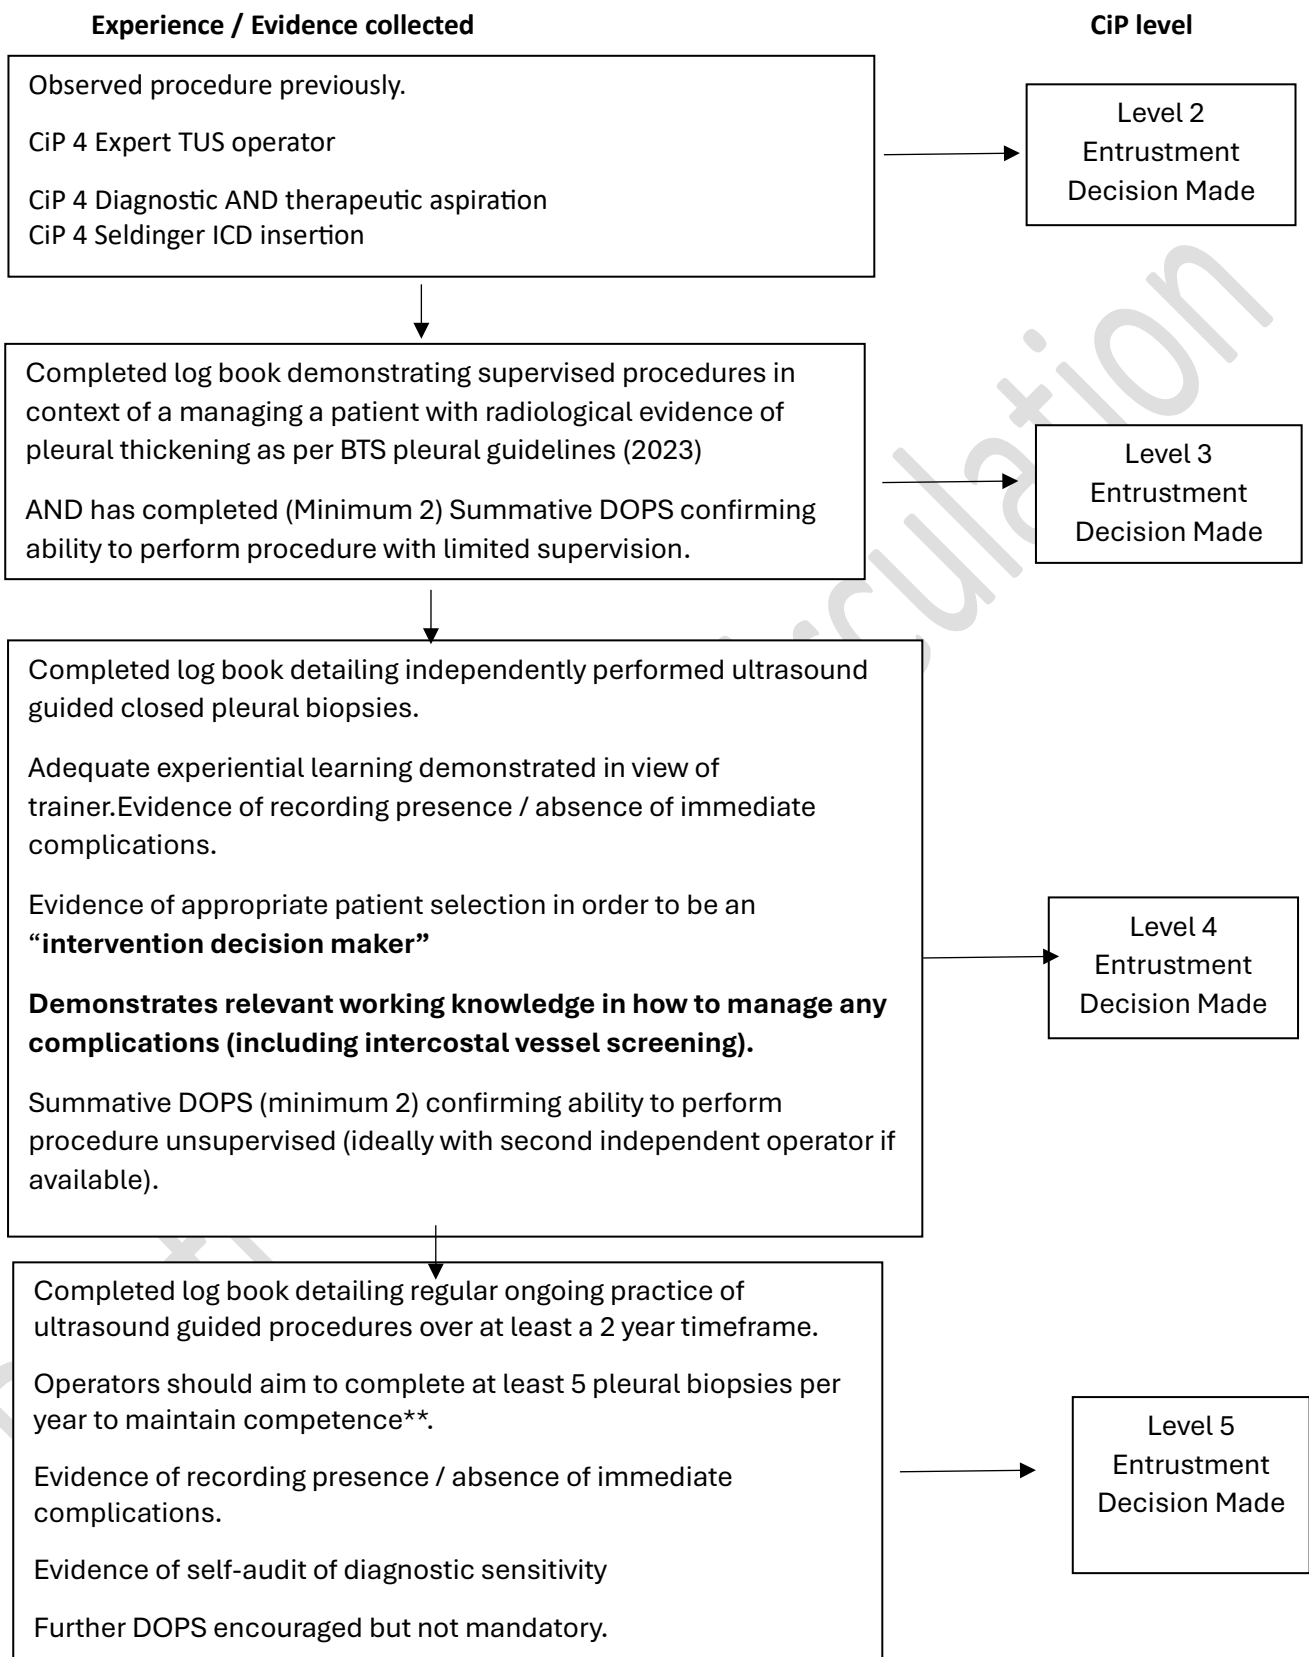 Experience / Evidence collected
CiP level
Observed procedure previously.
CiP 4 Expert TUS operator
CiP 4 Diagnostic AND therapeutic aspiration
CiP 4 Seldinger ICD insertion
Level 2
Entrustment
Decision Made
Completed log book demonstrating supervised procedures in
context of a managing a patient with radiological evidence of
pleural thickening as per BTS pleural guidelines (2023)
AND has completed (Minimum 2) Summative DOPS confirming
ability to perform procedure with limited supervision.
Level 3
Entrustment
Decision Made
Completed log book detailing independently performed ultrasound
guided closed pleural biopsies.
Adequate experiential learning demonstrated in view of
trainer.Evidence of recording presence / absence of immediate
complications.
Evidence of appropriate patient selection in order to be an
“intervention decision maker”
Demonstrates relevant working knowledge in how to manage any
complications (including intercostal vessel screening).
Summative DOPS (minimum 2) confirming ability to perform
procedure unsupervised (ideally with second independent operator if
available).
Level 4
Entrustment
Decision Made
Completed log book detailing regular ongoing practice of
ultrasound guided procedures over at least a 2 year timeframe.
Operators should aim to complete at least 5 pleural biopsies per
year to maintain competence**.
Evidence of recording presence / absence of immediate
complications.
Evidence of self-audit of diagnostic sensitivity
Further DOPS encouraged but not mandatory.
Level 5
Entrustment
Decision Made